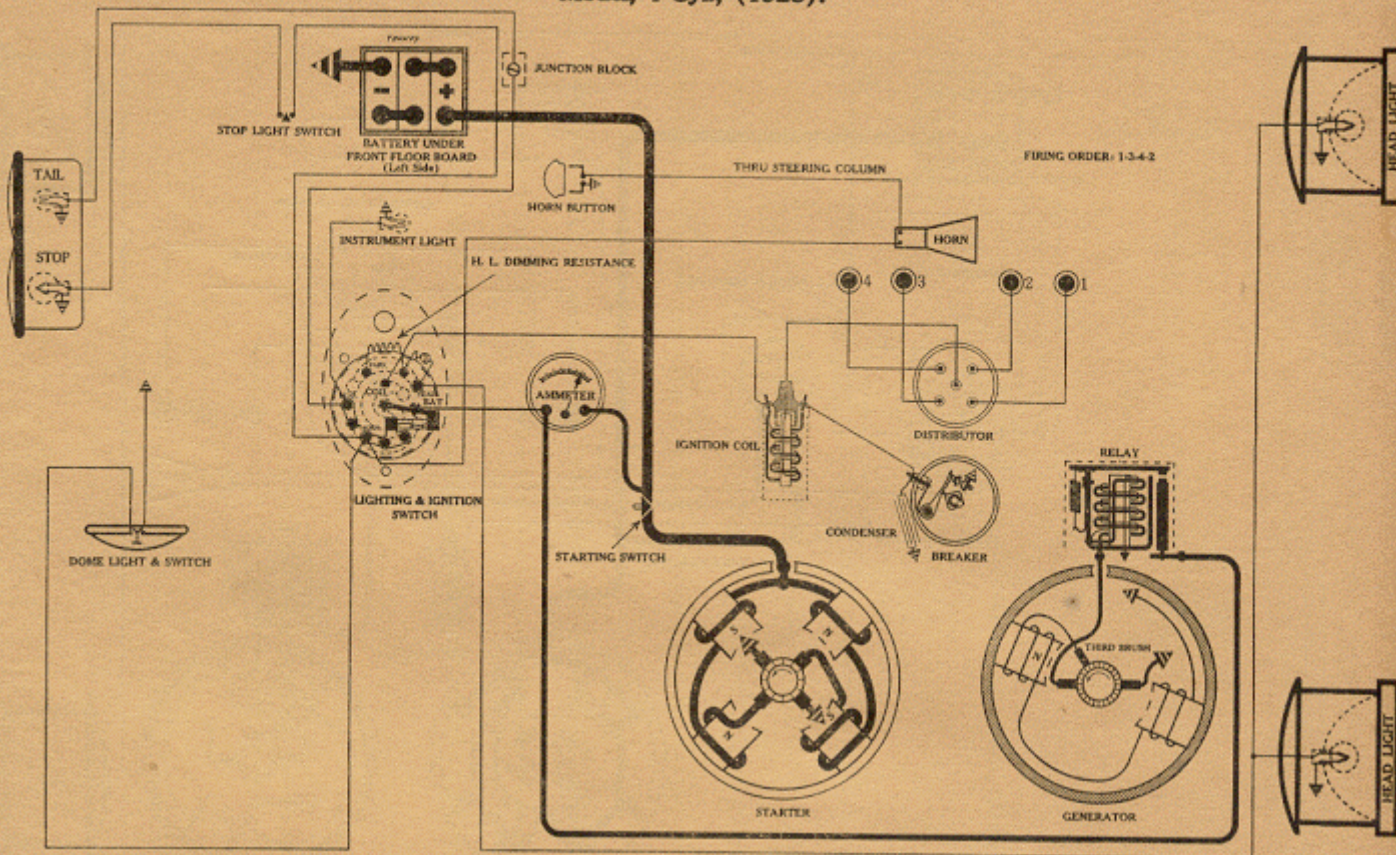 JUNCTION BLOCK
STOP LIGHT SWITCH
BATTERY UNDER
FRONT FLOOR BOARD
(Left Side)
THRU STEERING COLUMN
FIRING ORDER: 1-3-4-2
HEAD LIGHT
TAIL
HORN BUTTON
INSTRUMENT LIGHT
HORN
STOP
H. L. DIMMING RESISTANCE
4
3
2
1
AMMETER
COIL
BAT
DISTRIBUTOR
IGNITION COIL
RELAY
LIGHTING & IGNITION
SWITCH
CONDENSER
BREAKER
STARTING SWITCH
DOME LIGHT & SWITCH
S
N
N
THIRD BRUSH
N
S
HEAD LIGHT
STARTER
GENERATOR